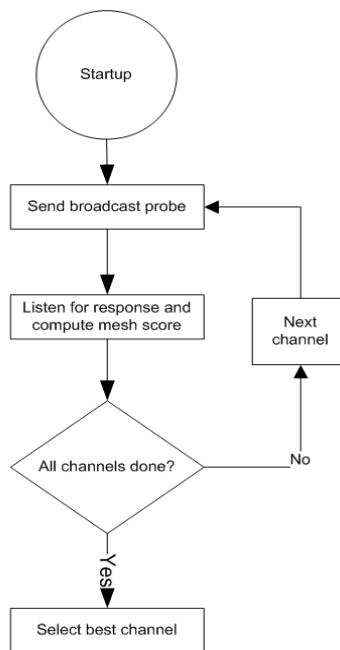 Startup
Send broadcast probe
Listen for response and
compute mesh score
Next
channel
All channels done?
No
Yes
Select best channel